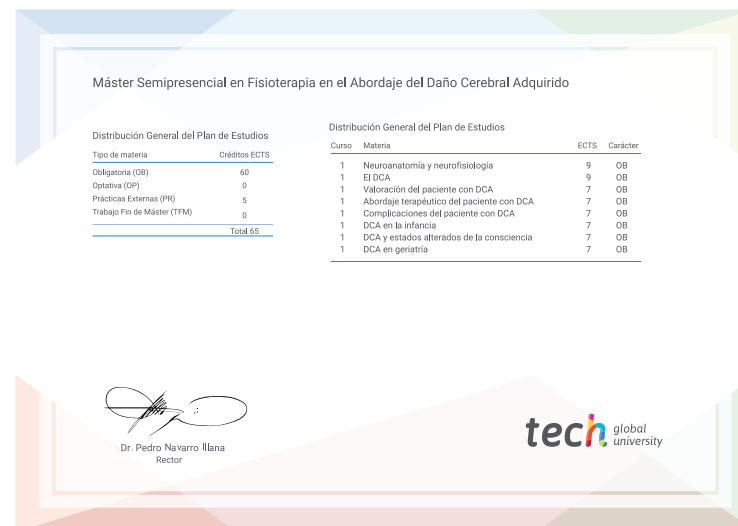 Máster Semipresencial en Fisioterapia en el Abordaje del Daño Cerebral Adquirido
Distribución General del Plan de Estudios
Tipo de materia Créditos ECTS
Obligatoria (OB) 60
Optativa (OP) 0
Prácticas Externas (PR) 5
Trabajo Fin de Máster (TFM) 0
Total 65
Distribución General del Plan de Estudios
Curso Materia ECTS Carácter
1 Neuroanatomía y neurofisiología 9 OB
1 El DCA 9 OB
1 Valoración del paciente con DCA 7 OB
1 Abordaje terapéutico del paciente con DCA 7 OB
1 Complicaciones del paciente con DCA 7 OB
1 DCA en la infancia 7 OB
1 DCA y estados alterados de la consciencia 7 OB
1 DCA en geriatría 7 OB
Dr. Pedro Navarro Illana
Rector
tech global university